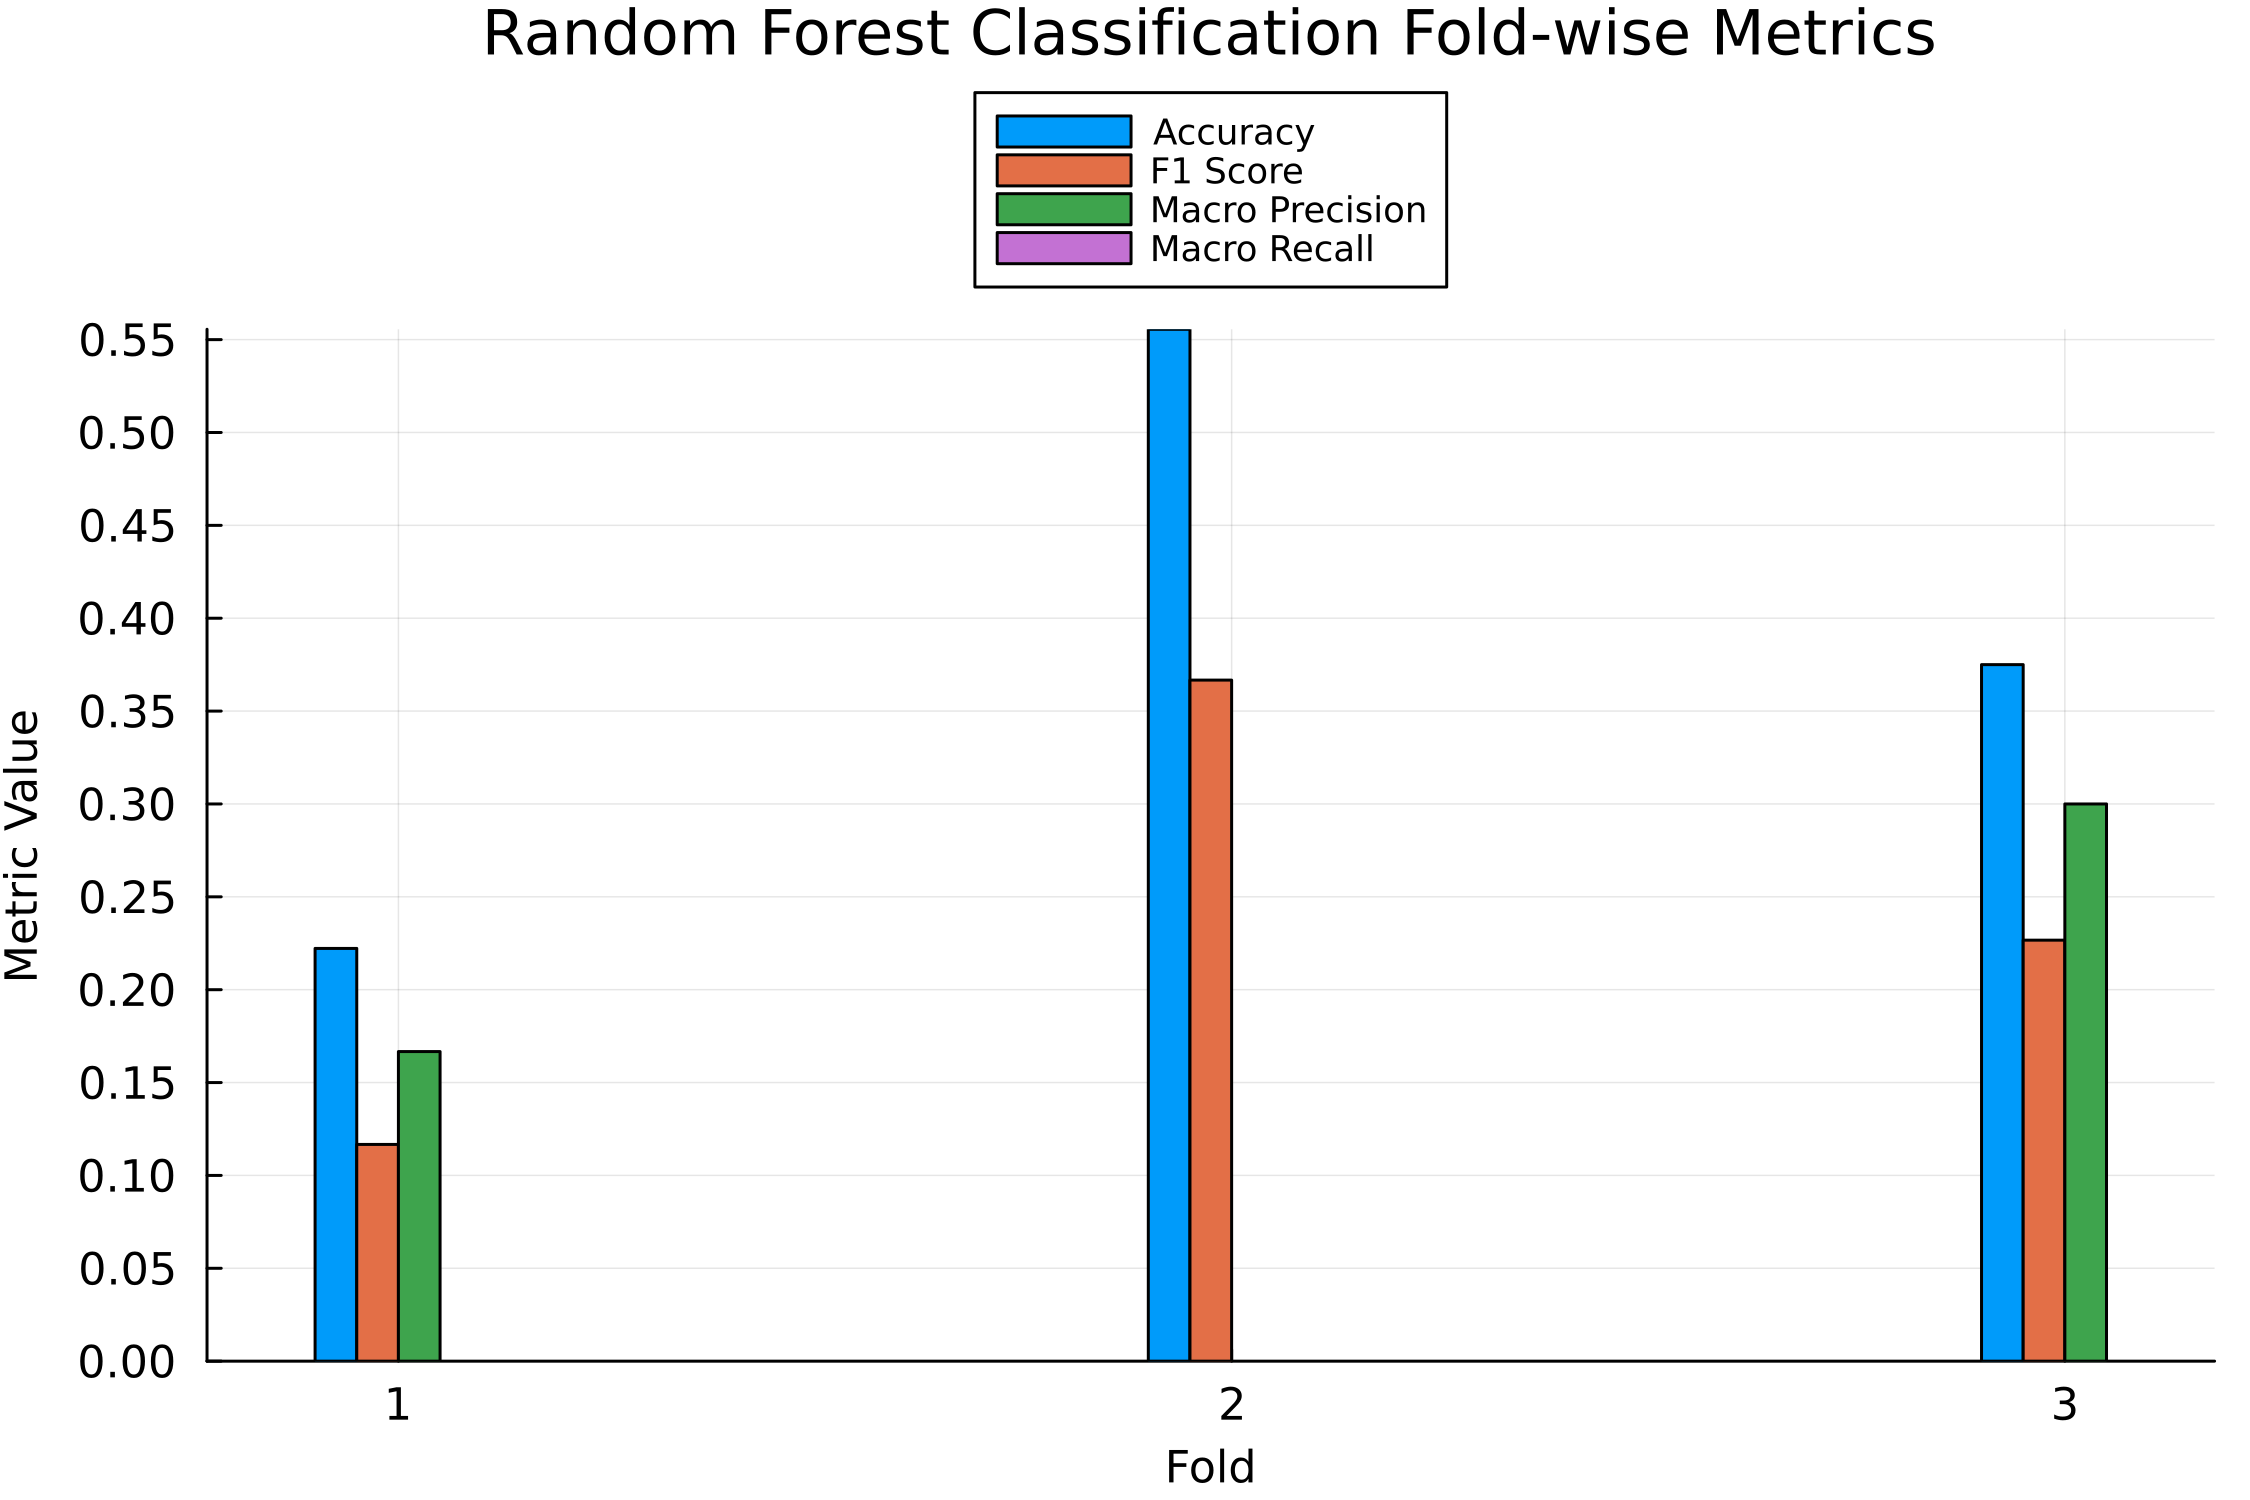 Random Forest Classification Fold-wise Metrics
Accuracy
F1 Score
Macro Precision
Macro Recall
0.55
0.50
0.45
0.40
0.35
0.30
0.25
0.20
0.15
0.10
0.05
0.00
Metric Value
1 2 3
Fold